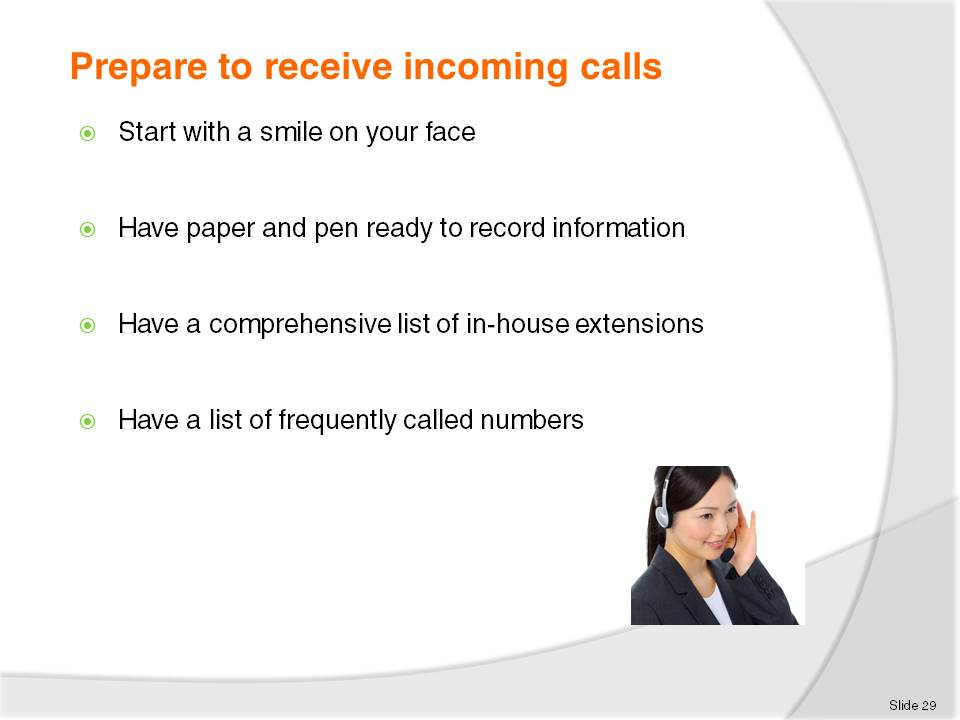 Prepare to receive incoming calls
Start with a smile on your face
Have paper and pen ready to record information
Have a comprehensive list of in-house extensions
Have a list of frequently called numbers
Slide 29